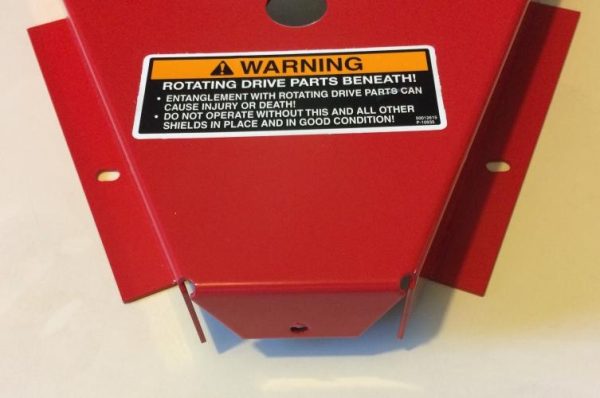 WARNING
ROTATING DRIVE PARTS BENEATH!
• ENTANGLEMENT WITH ROTATING DRIVE PARTS CAN
CAUSE INJURY OR DEATH!
• DO NOT OPERATE WITHOUT THIS AND ALL OTHER
SHIELDS IN PLACE AND IN GOOD CONDITION!